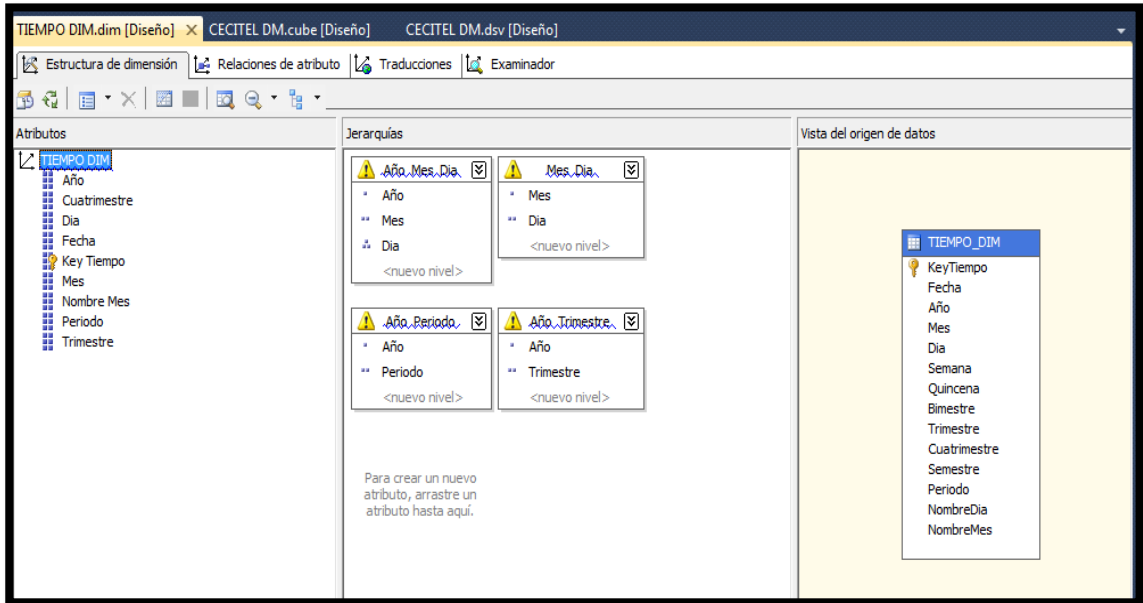 TIEMPO DIM.dim [Diseño] CECITEL DM.cube [Diseño] CECITEL DM.dsv [Diseño]
Estructura de dimensión Relaciones de atributo Traducciones Examinador
Atributos
TIEMPO DIM
Año
Cuatrimestre
Dia
Fecha
Key Tiempo
Mes
Nombre Mes
Periodo
Trimestre
Jerarquías
Año Mes Dia
Año
Mes
Dia
<nuevo nivel>
Mes Dia
Mes
Dia
<nuevo nivel>
Año Periodo
Año
Periodo
<nuevo nivel>
Año Trimestre
Año
Trimestre
<nuevo nivel>
Para crear un nuevo
atributo, arrastre un
atributo hasta aquí.
Vista del origen de datos
TIEMPO_DIM
KeyTiempo
Fecha
Año
Mes
Dia
Semana
Quincena
Bimestre
Trimestre
Cuatrimestre
Semestre
Periodo
NombreDia
NombreMes